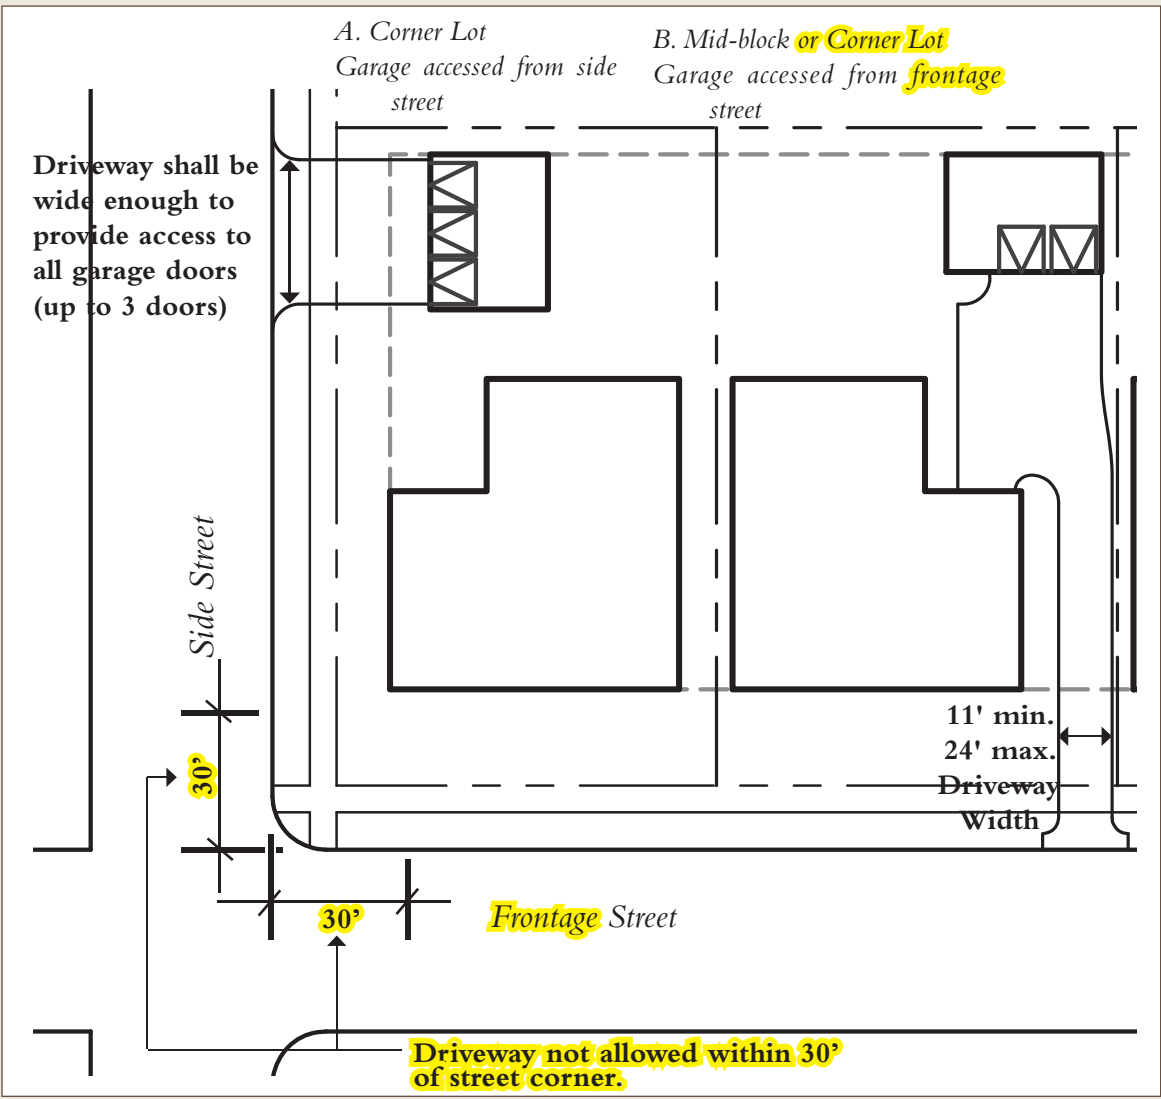 A. Corner Lot
Garage accessed from side
street
B. Mid-block or Corner Lot
Garage accessed from frontage
street
Driveway shall be
wide enough to
provide access to
all garage doors
(up to 3 doors)
Side Street
11' min.
24' max.
Driveway
Width
30’
30’
Frontage Street
Driveway not allowed within 30’
of street corner.